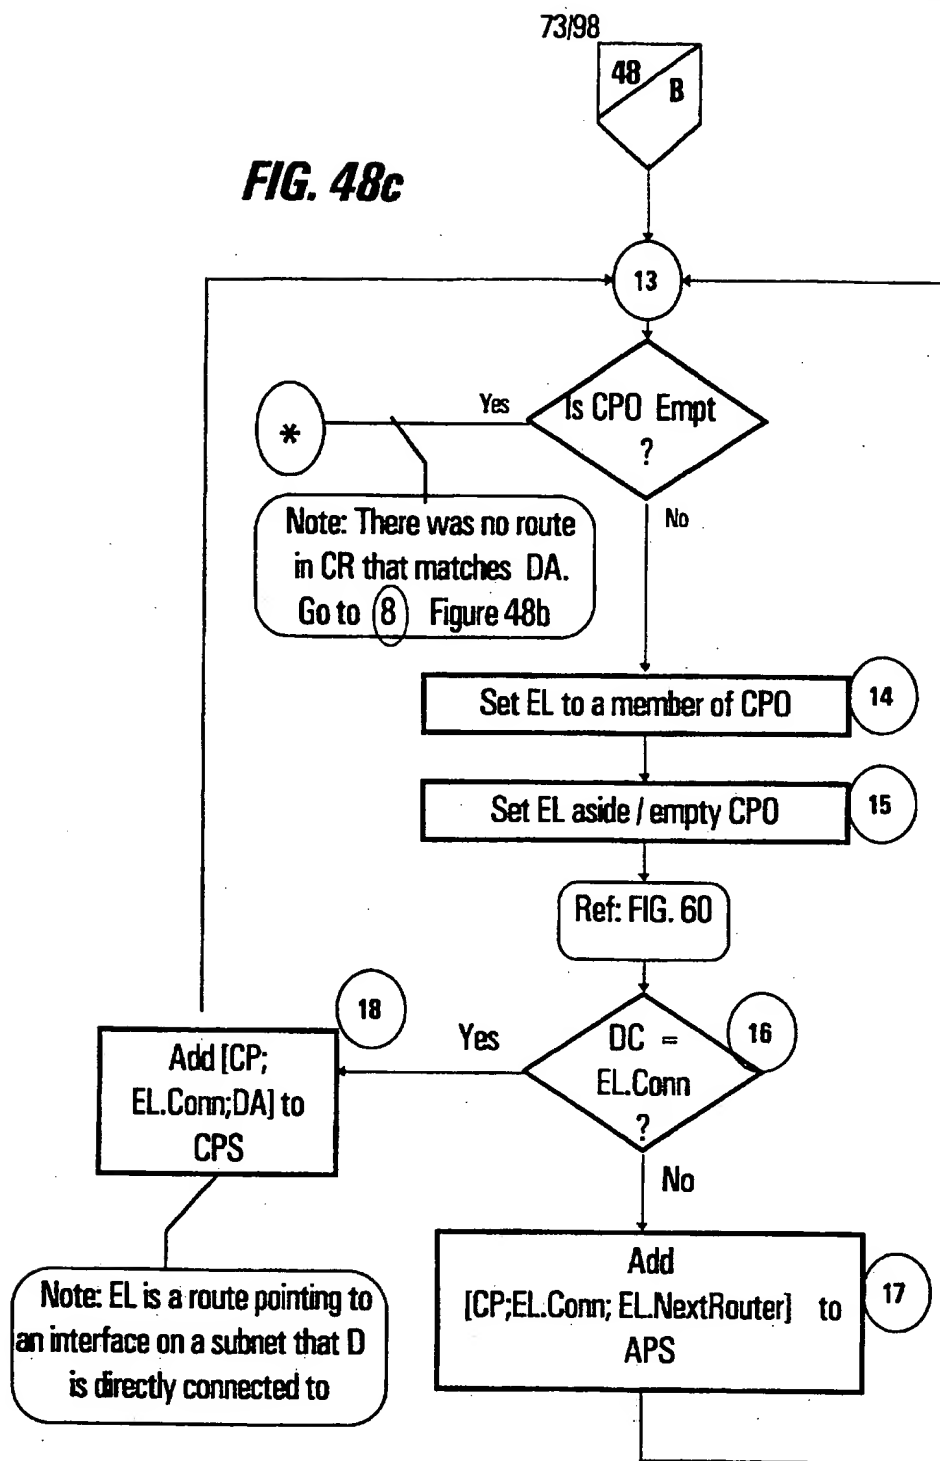 73/98
48
B
FIG. 48c
13
Is CPO Empt
?
Yes
*
No
Note: There was no route
in CR that matches DA.
Go to 8 Figure 48b
Set EL to a member of CPO
14
Set EL aside / empty CPO
15
Ref: FIG. 60
DC =
EL.Conn
?
16
Yes
18
Add [CP;
EL.Conn;DA] to
CPS
No
Note: EL is a route pointing to
an interface on a subnet that D
is directly connected to
Add
[CP;EL.Conn; EL.NextRouter] to
APS
17